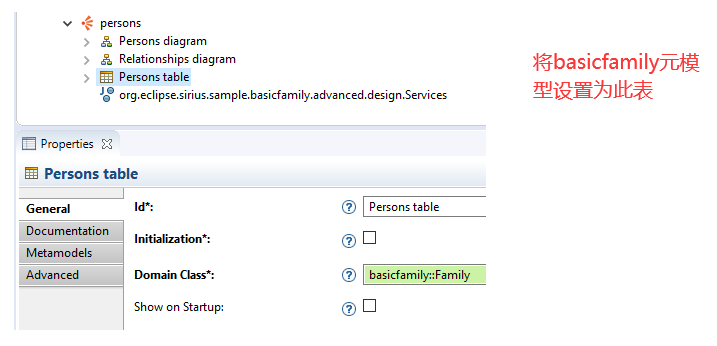 persons
Persons diagram
Relationships diagram
Persons table
org.eclipse.sirius.sample.basicfamily.advanced.design.Services
将basicfamily元模
型设置为此表
Properties
Persons table
General
Documentation
Metamodels
Advanced
Id*:
?
Persons table
Initialization*:
?
Domain Class*:
?
basicfamily::Family
Show on Startup:
?